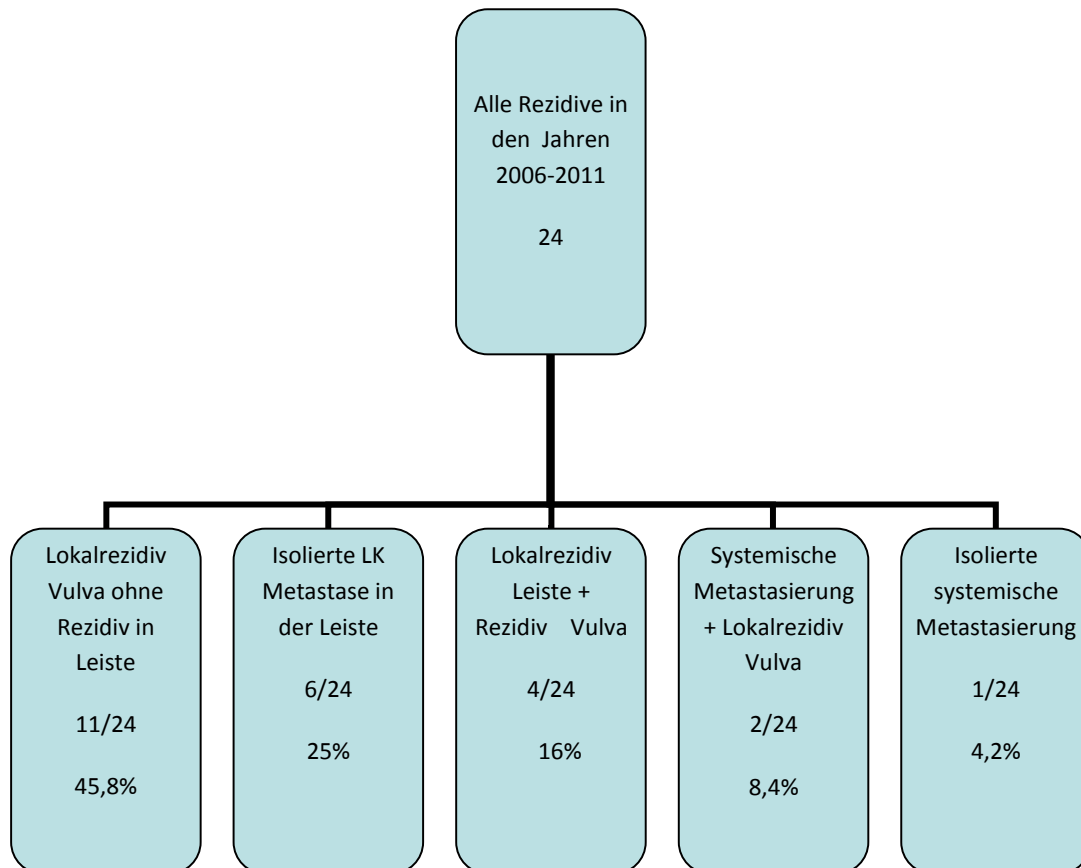 Alle Rezidive in
den Jahren
2006-2011
24
Lokalrezidiv
Vulva ohne
Rezidiv in
Leiste
11/24
45,8%
Isolierte LK
Metastase in
der Leiste
6/24
25%
Lokalrezidiv
Leiste +
Rezidiv Vulva
4/24
16%
Systemische
Metastasierung
+ Lokalrezidiv
Vulva
2/24
8,4%
Isolierte
systemische
Metastasierung
1/24
4,2%